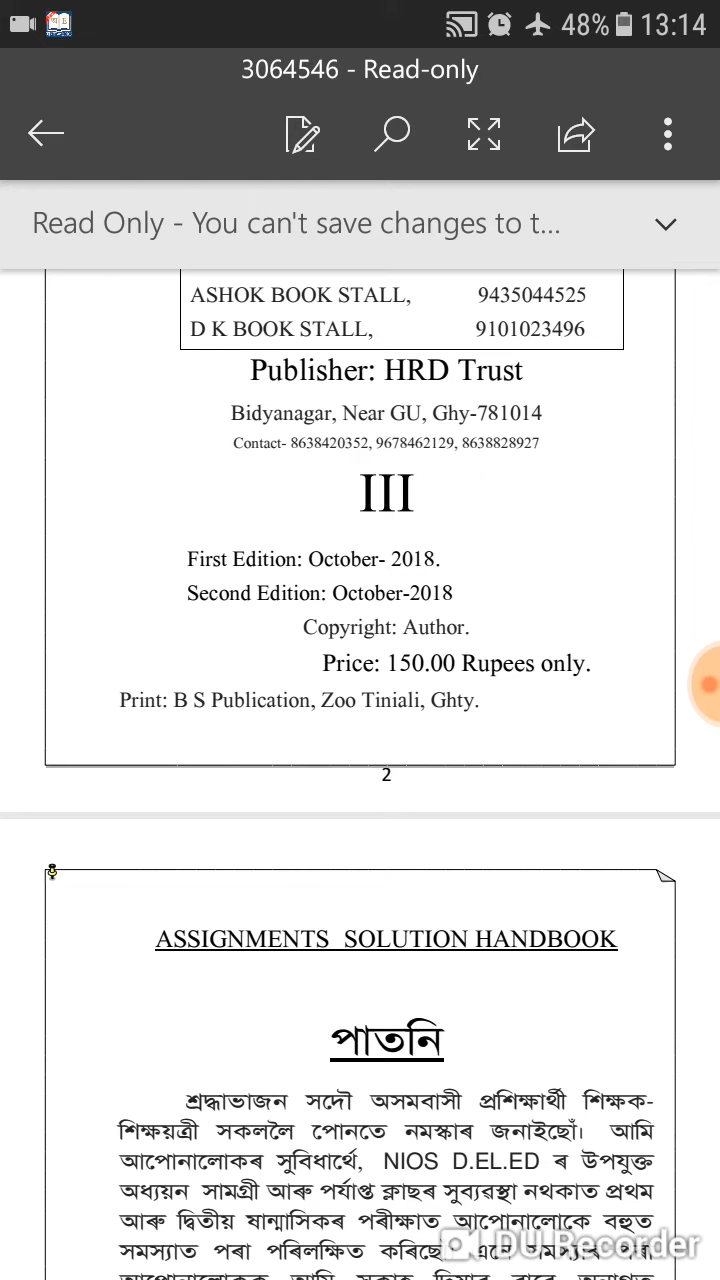 48% 13:14
3064546 - Read-only
Read Only - You can't save changes to t...
ASHOK BOOK STALL, 9435044525
D K BOOK STALL, 9101023496
Publisher: HRD Trust
Bidyanagar, Near GU, Ghy-781014
Contact- 8638420352, 9678462129, 8638828927
III
First Edition: October- 2018.
Second Edition: October-2018
Copyright: Author.
Price: 150.00 Rupees only.
Print: B S Publication, Zoo Tiniali, Ghty.
2
ASSIGNMENTS SOLUTION HANDBOOK
পাতনি
শ্ৰদ্ধাভাজন সদৌ অসমবাসী প্ৰশিক্ষাৰ্থী শিক্ষক-
শিক্ষয়ত্ৰী সকললৈ পোনতে নমস্কাৰ জনাইছোঁ। আমি
আপোনালোকৰ সুবিধাৰ্থে, NIOS D.EL.ED ৰ উপযুক্ত
অধ্যয়ন সামগ্ৰী আৰু পৰ্যাপ্ত ক্লাছৰ সুব্যৱস্থা নথকাত প্ৰথম
আৰু দ্বিতীয় ষান্মাসিকৰ পৰীক্ষাত আপোনালোকে বহুত
সমস্যাত পৰা পৰিলক্ষিত কৰিছোঁ এনে সমস্যাৰ পৰা
DU Recorder